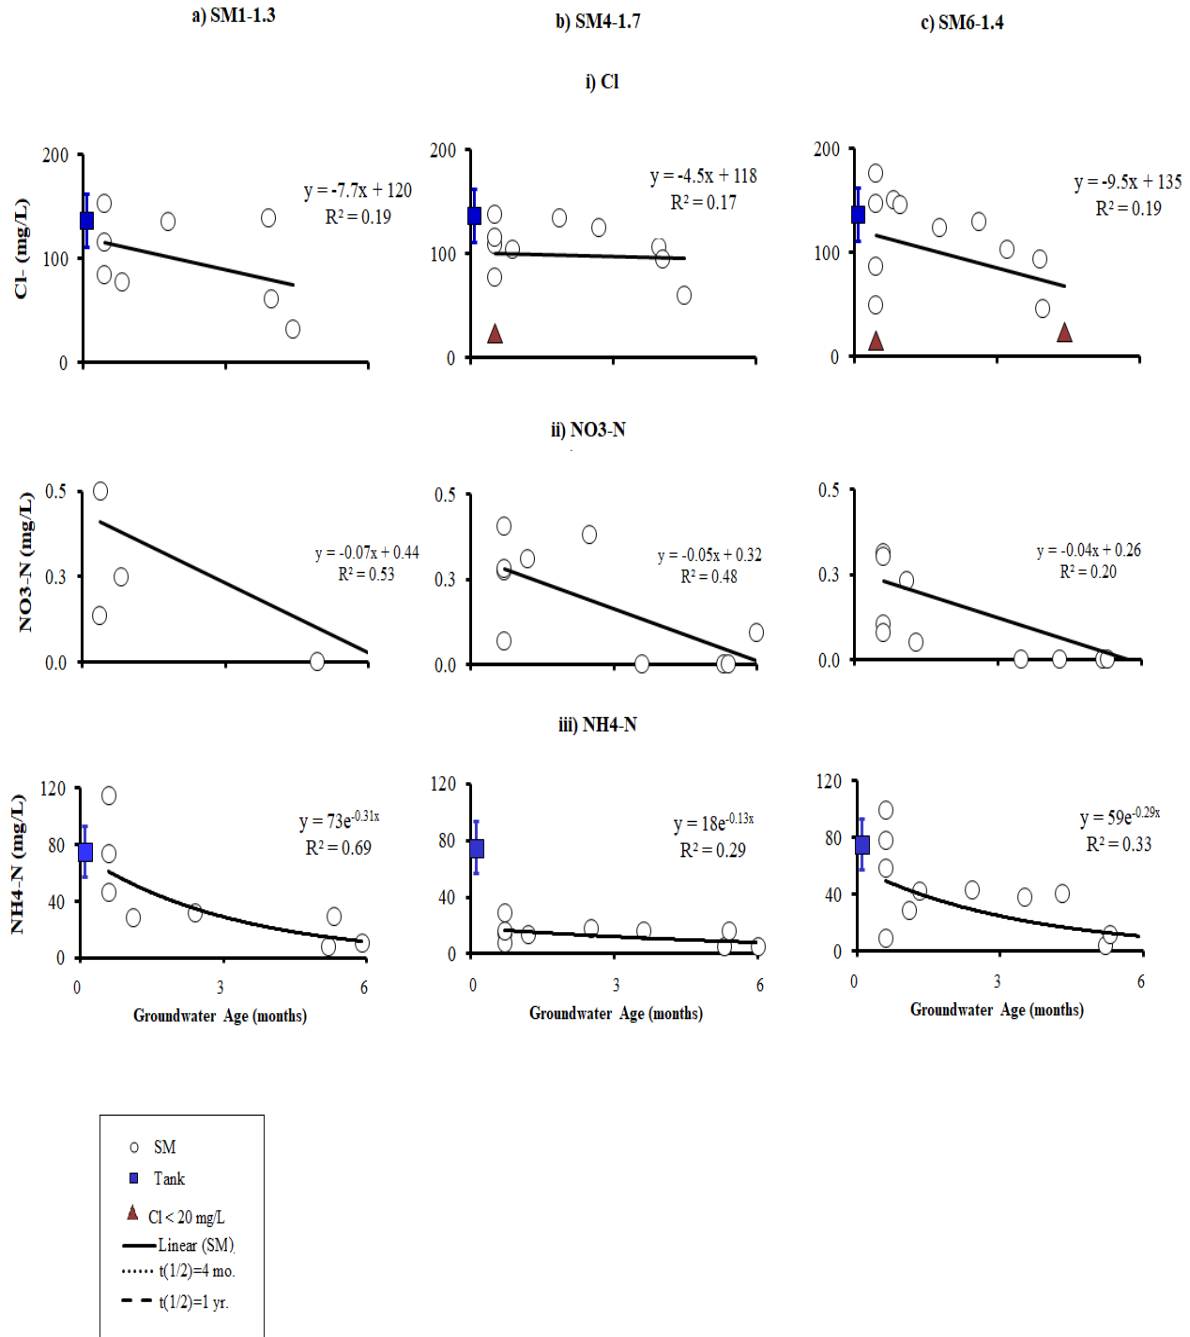 a) SM1-1.3
b) SM4-1.7
c) SM6-1.4
i) Cl
Cl- (mg/L)
200
100
0
y = -7.7x + 120
R² = 0.19
200
100
0
y = -4.5x + 118
R² = 0.17
200
100
0
y = -9.5x + 135
R² = 0.19
ii) NO3-N
NO3-N (mg/L)
0.5
0.3
0.0
y = -0.07x + 0.44
R² = 0.53
0.5
0.3
0.0
y = -0.05x + 0.32
R² = 0.48
0.5
0.3
0.0
y = -0.04x + 0.26
R² = 0.20
iii) NH4-N
NH4-N (mg/L)
120
80
40
0
y = 73e^-0.31x
R² = 0.69
0 3 6
Groundwater Age (months)
120
80
40
0
y = 18e^-0.13x
R² = 0.29
0 3 6
Groundwater Age (months)
120
80
40
0
y = 59e^-0.29x
R² = 0.33
0 3 6
Groundwater Age (months)
SM
Tank
Cl < 20 mg/L
Linear (SM)
t(1/2)=4 mo.
t(1/2)=1 yr.